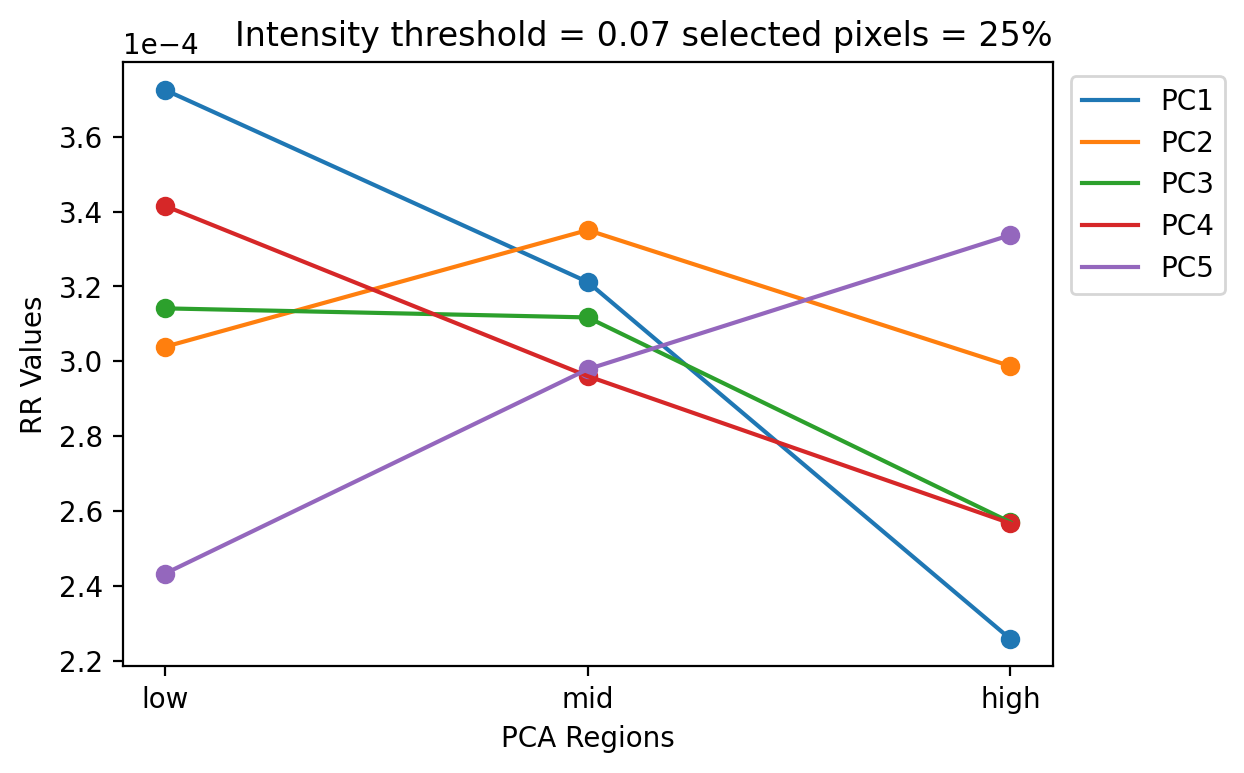 Intensity threshold = 0.07 selected pixels = 25%
1e−4
3.6
3.4
3.2
3.0
2.8
2.6
2.4
2.2
RR Values
low
mid
high
PCA Regions
PC1
PC2
PC3
PC4
PC5